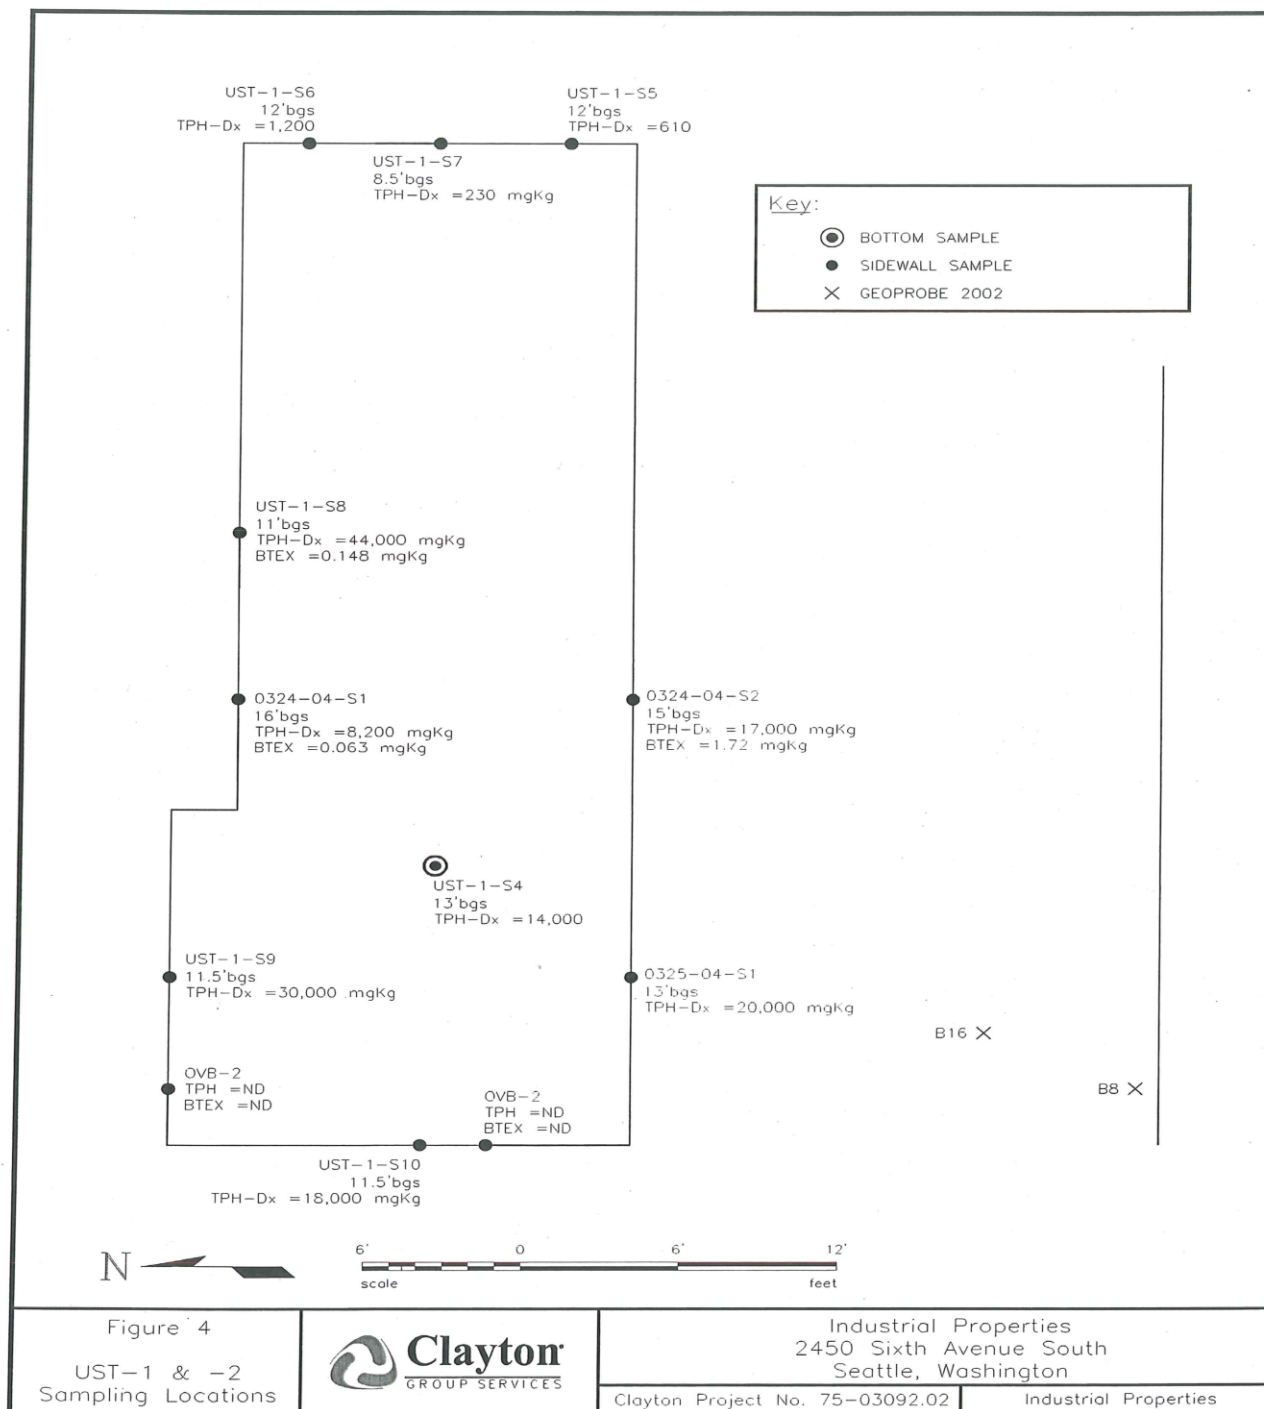 UST-1-S6
12'bgs
TPH-Dx =1,200
UST-1-S5
12'bgs
TPH-Dx =610
UST-1-S7
8.5'bgs
TPH-Dx =230 mgKg
Key:
BOTTOM SAMPLE
SIDEWALL SAMPLE
GEOPROBE 2002
UST-1-S8
11'bgs
TPH-Dx =44,000 mgKg
BTEX =0.148 mgKg
0324-04-S1
16'bgs
TPH-Dx =8,200 mgKg
BTEX =0.063 mgKg
0324-04-S2
15'bgs
TPH-Dx =17,000 mgKg
BTEX =1.72 mgKg
UST-1-S4
13'bgs
TPH-Dx =14,000
UST-1-S9
11.5'bgs
TPH-Dx =30,000 mgKg
0325-04-S1
13'bgs
TPH-Dx =20,000 mgKg
B16
B8
OVB-2
TPH =ND
BTEX =ND
OVB-2
TPH =ND
BTEX =ND
UST-1-S10
11.5'bgs
TPH-Dx =18,000 mgKg
N
6' 0 6' 12'
scale feet
Figure 4
UST-1 & -2
Sampling Locations
Clayton
GROUP SERVICES
Industrial Properties
2450 Sixth Avenue South
Seattle, Washington
Clayton Project No. 75-03092.02
Industrial Properties